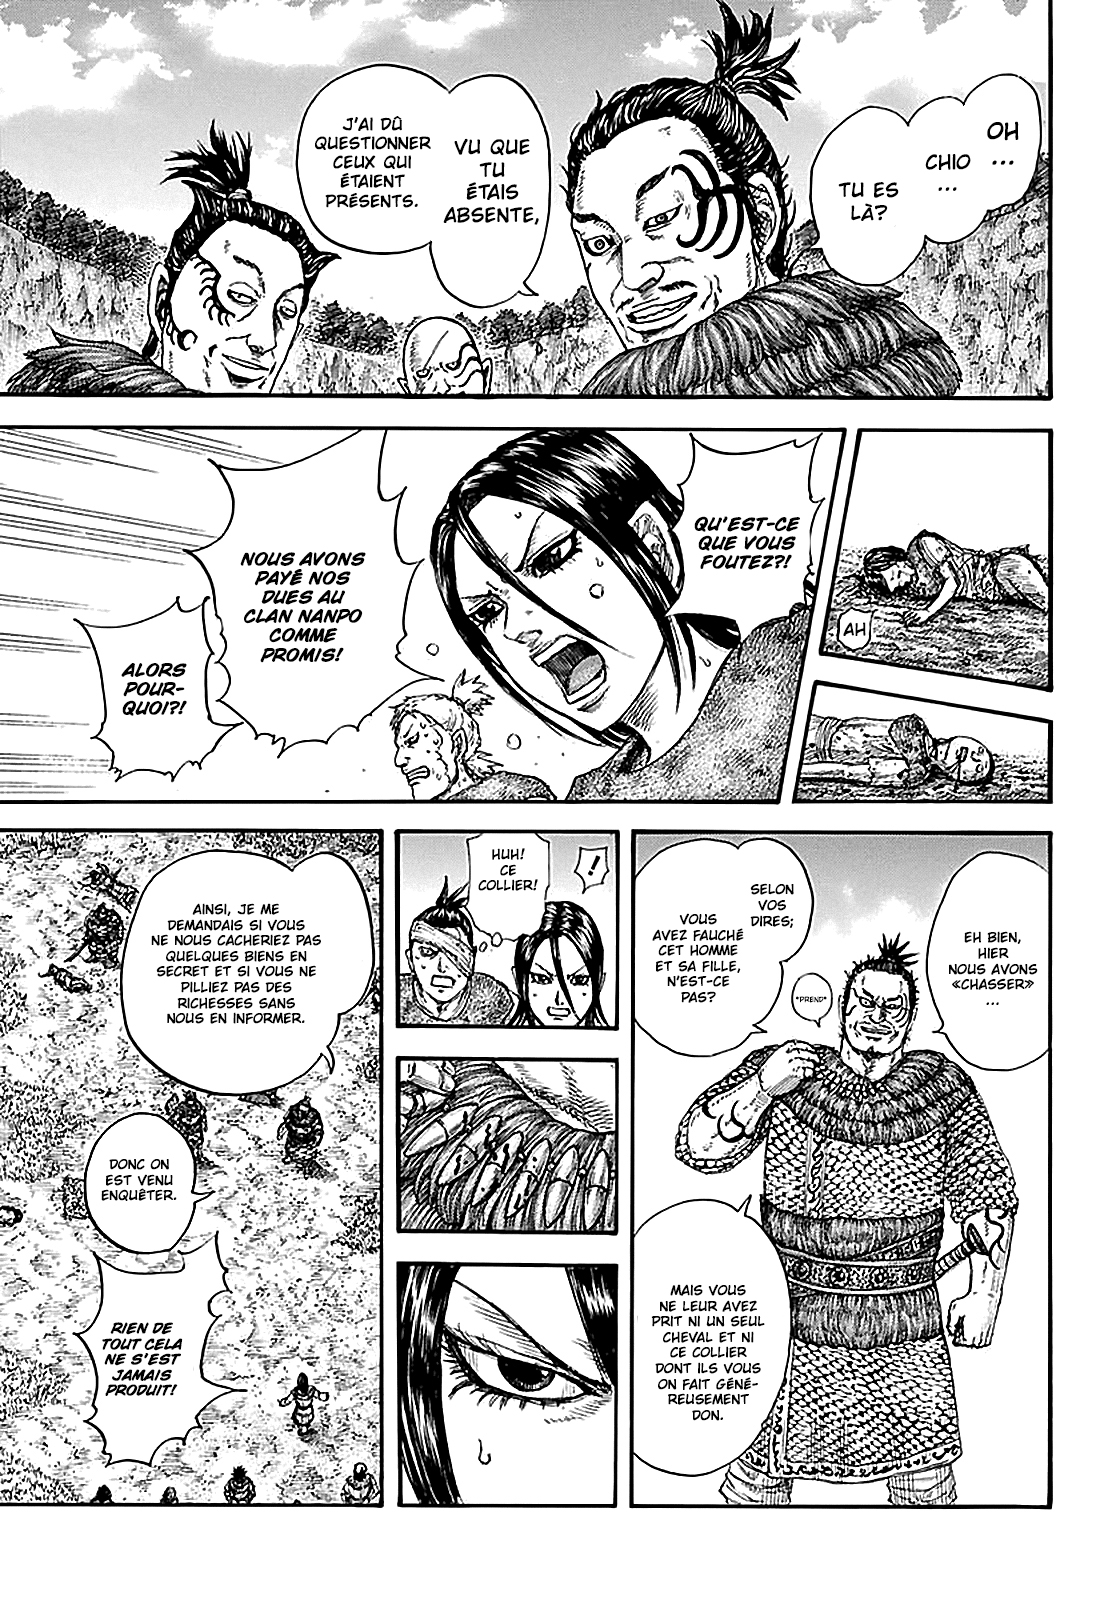 OH
...
CHIO
...
TU ES
LÀ?
VU QUE
TU
ÉTAIS
ABSENTE,
J'AI DÛ
QUESTIONNER
CEUX QUI
ÉTAIENT
PRÉSENTS.
AH
QU'EST-CE
QUE VOUS
FOUTEZ?!
NOUS AVONS
PAYÉ NOS
DUES AU
CLAN NANPO
COMME
PROMIS!
ALORS
POUR-
QUOI?!
EH BIEN,
HIER
NOUS AVONS
«CHASSER»
...
SELON
VOS
DIRES;
VOUS
AVEZ FAUCHÉ
CET HOMME
ET SA FILLE,
N'EST-CE
PAS?
*PREND*
MAIS VOUS
NE LEUR AVEZ
PRIT NI UN SEUL
CHEVAL ET NI
CE COLLIER
DONT ILS VOUS
ON FAIT GÉNÉ-
REUSEMENT
DON.
!
HUH!
CE
COLLIER!
AINSI, JE ME
DEMANDAIS SI VOUS
NE NOUS CACHERIEZ PAS
QUELQUES BIENS EN
SECRET ET SI VOUS NE
PILLIEZ PAS DES
RICHESSES SANS
NOUS EN INFORMER.
DONC ON
EST VENU
ENQUÊTER.
RIEN DE
TOUT CELA
NE S'EST
JAMAIS
PRODUIT!